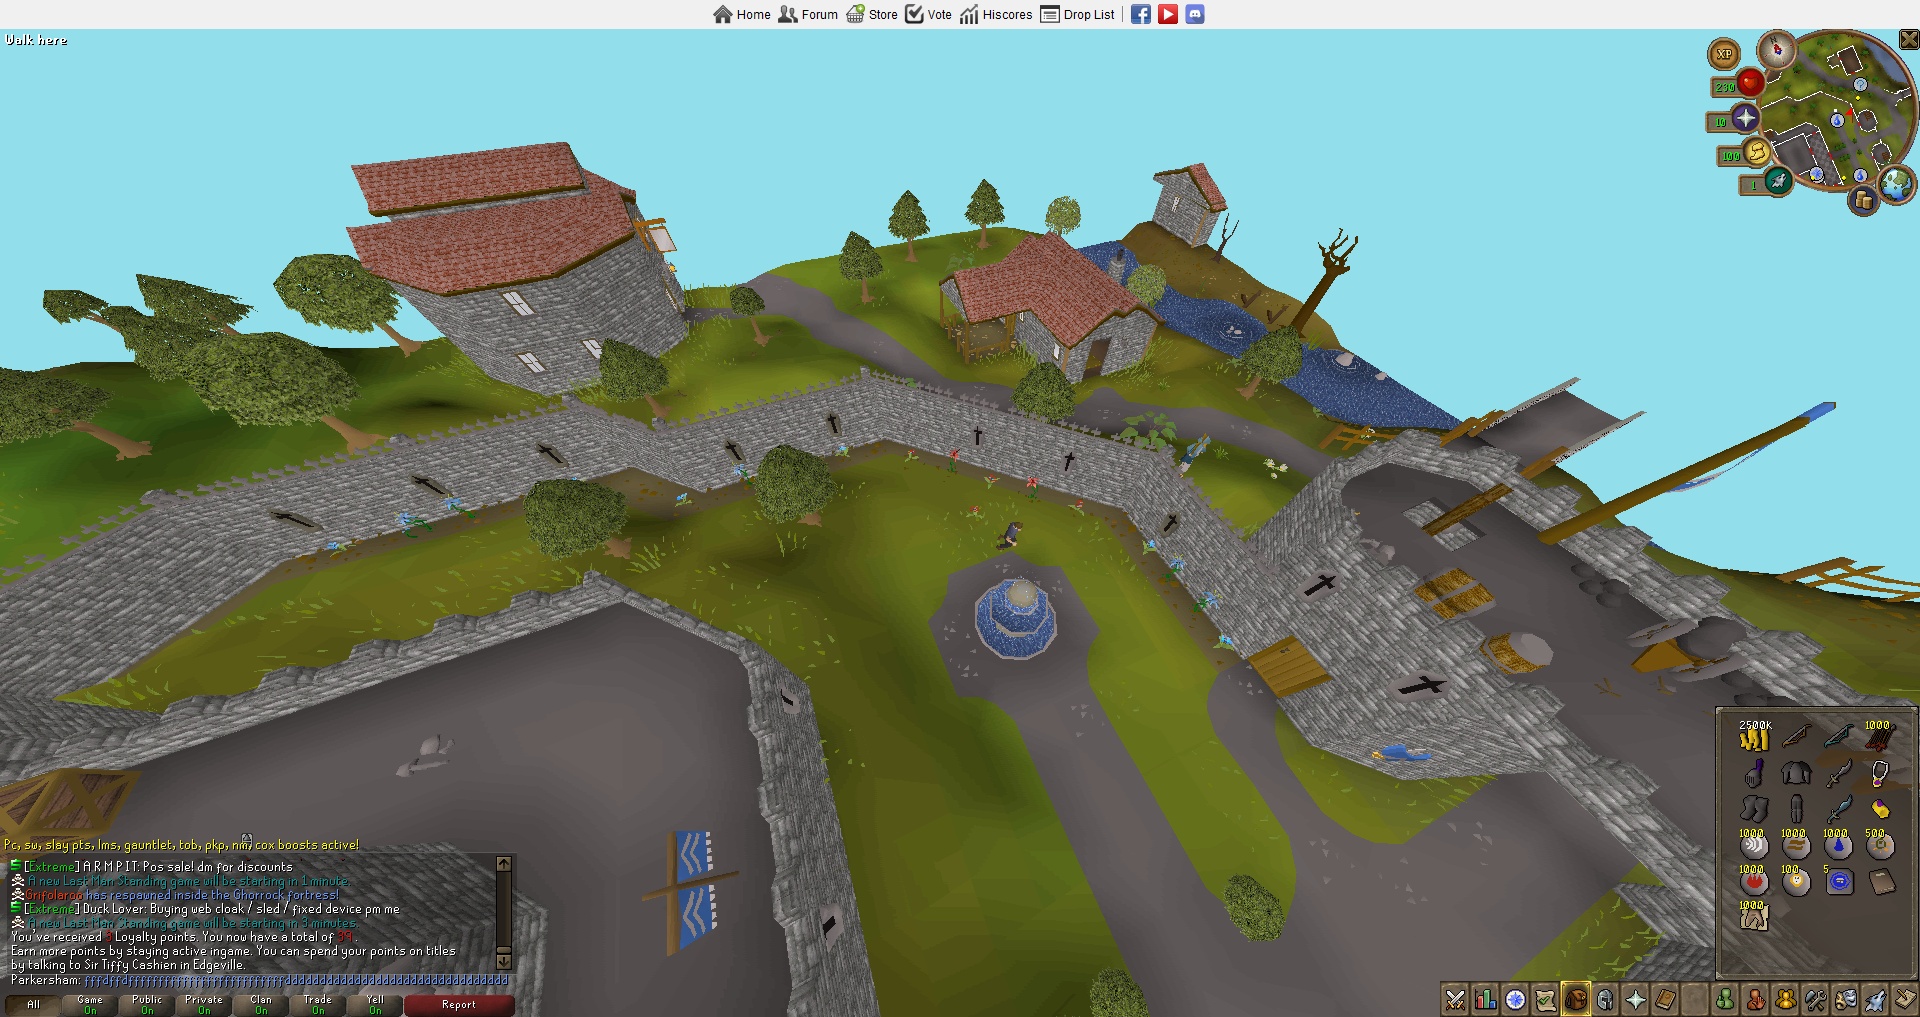 Home Forum Store Vote Hiscores Drop List
Walk here
XP
230
10
100
1
Pc, sw, slay pts, lms, gauntlet, tob, pkp, nm, cox boosts active!
[Extreme] A R M P I T: Pos sale! dm for discounts
A new Last Man Standing game will be starting in 1 minute.
Grifolaroo has respawned inside the Ghorrock fortress!
[Extreme] Duck Lover: Buying web cloak / sled / fixed device pm me
A new Last Man Standing game will be starting in 3 minutes.
You've received 3 Loyalty points. You now have a total of 39.
Earn more points by staying active ingame. You can spend your points on titles
by talking to Sir Tiffy Cashien in Edgeville.
Parkersham:
All Game On Public On Private On Clan On Trade On Yell On Report
2500K 1000
1000 1000 1000 500
1000 100 5
1000